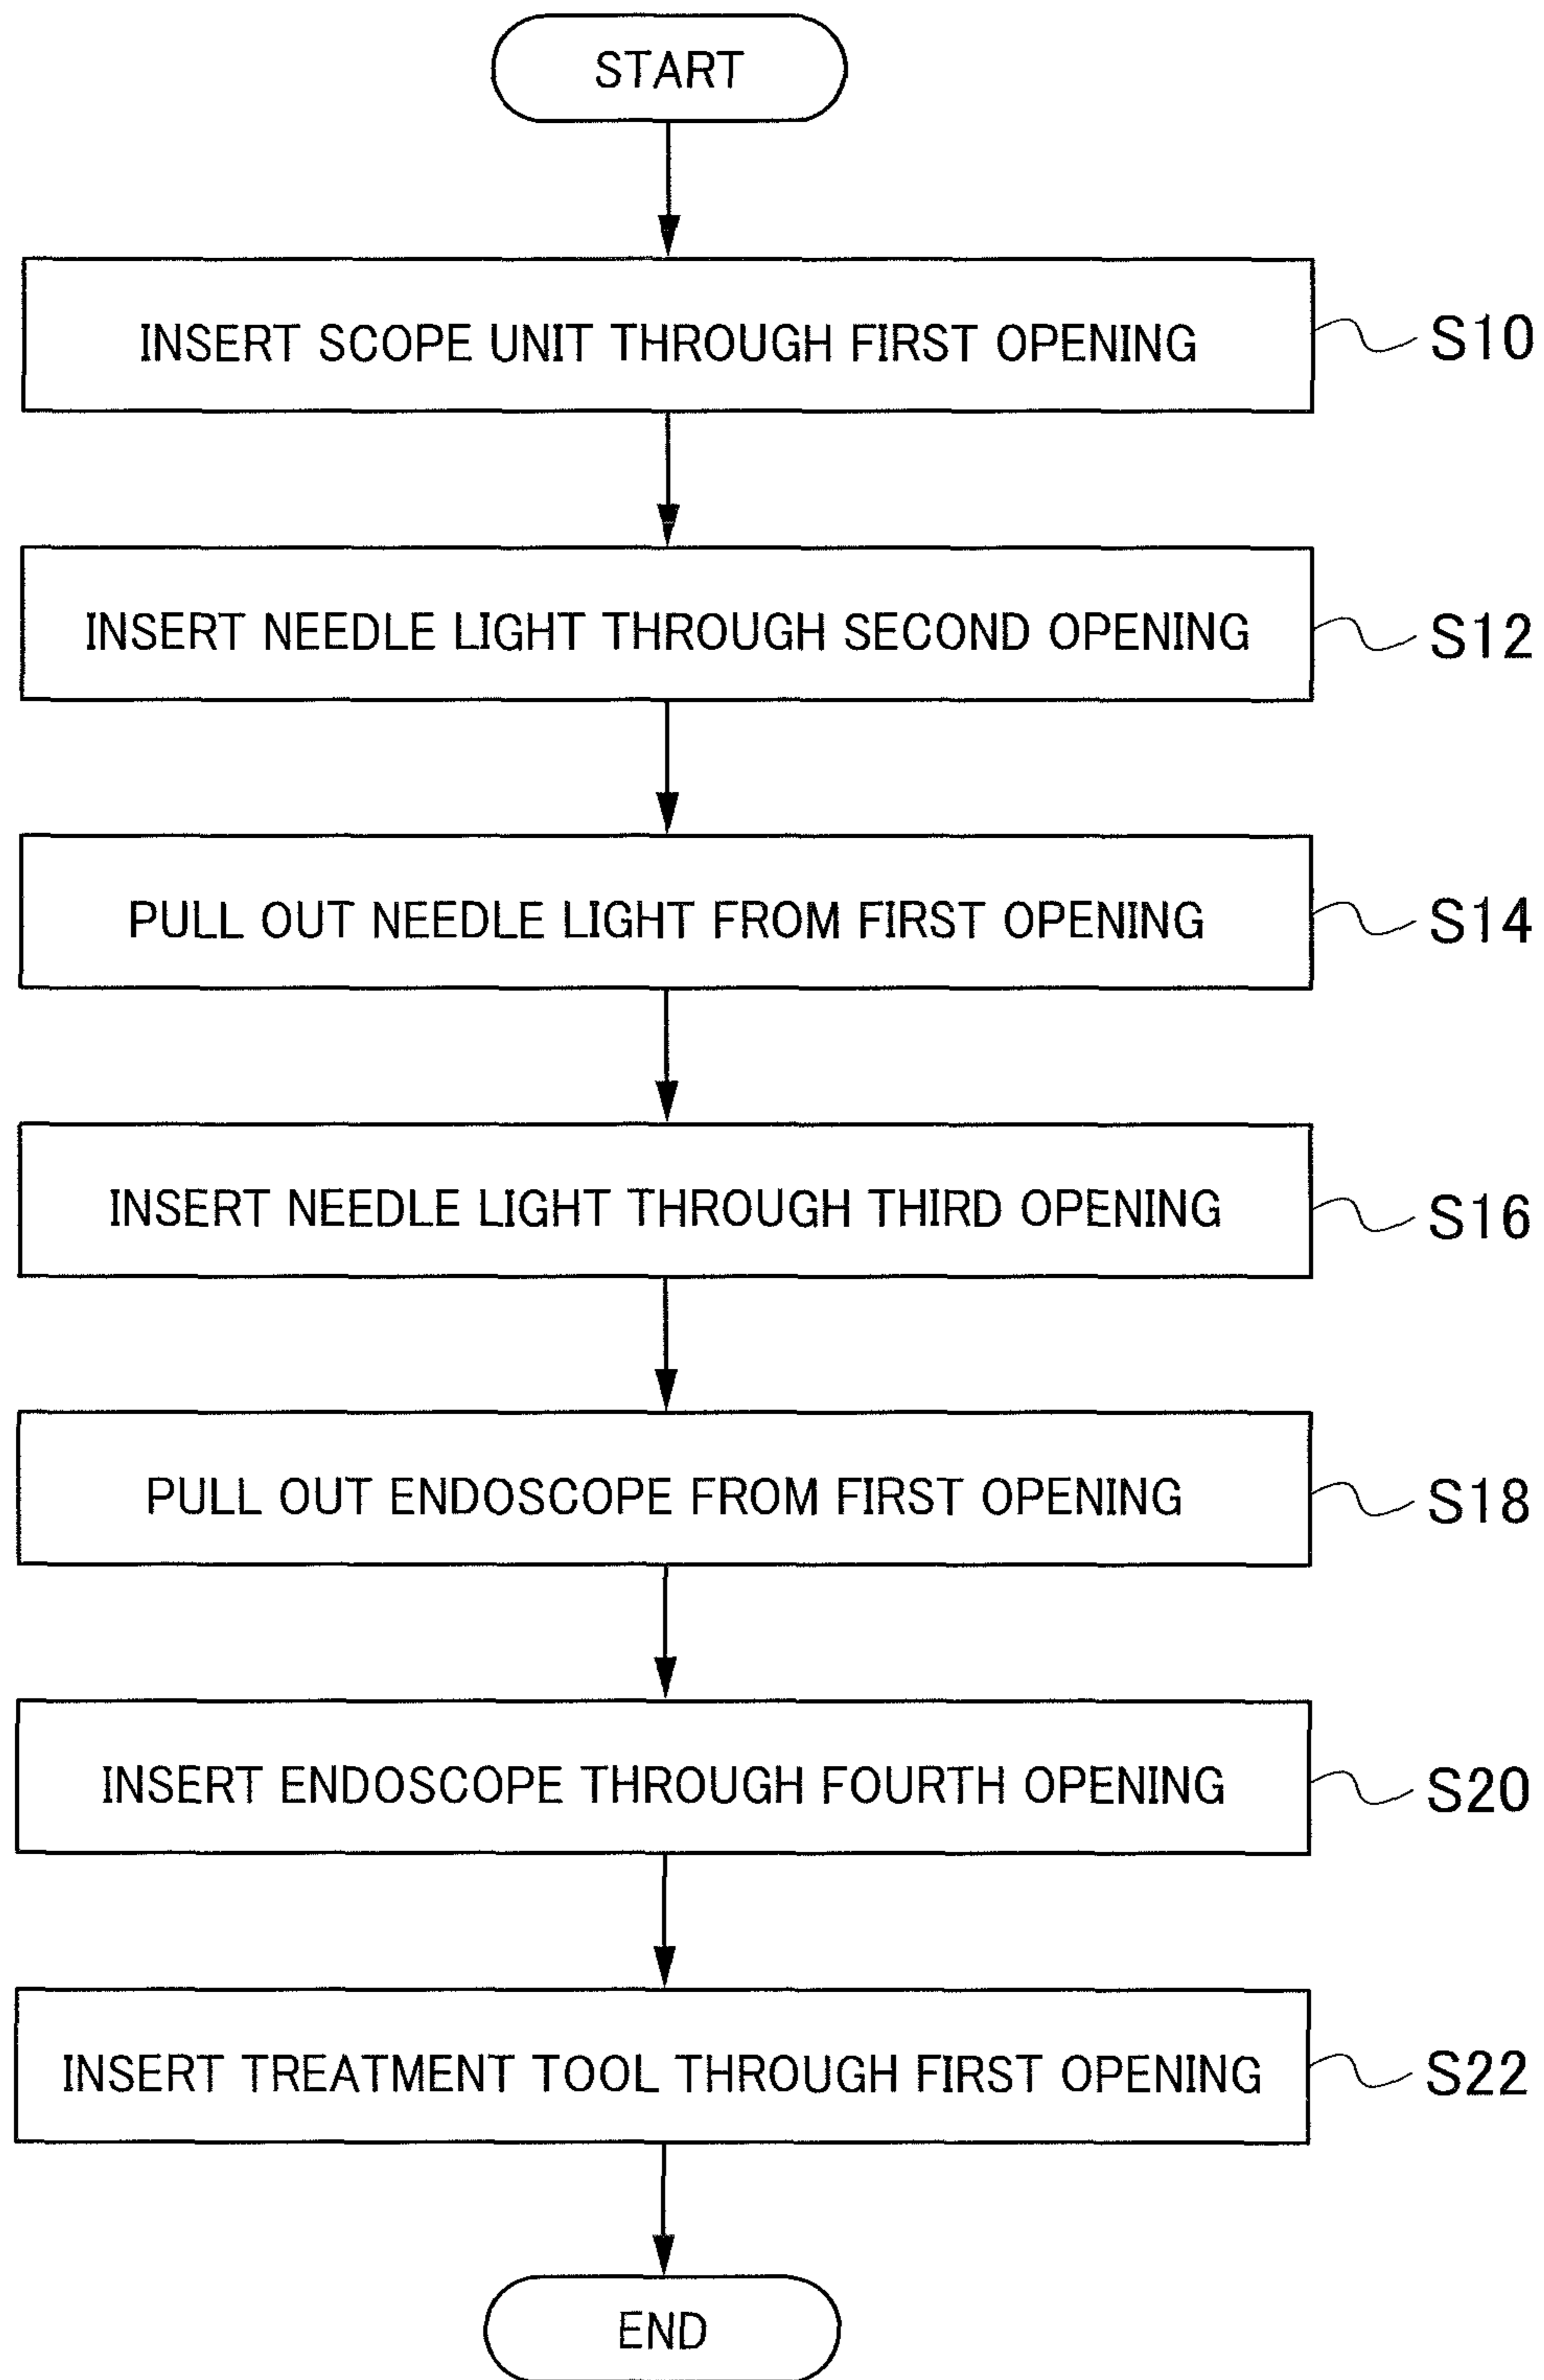 START
INSERT SCOPE UNIT THROUGH FIRST OPENING
S10
INSERT NEEDLE LIGHT THROUGH SECOND OPENING
S12
PULL OUT NEEDLE LIGHT FROM FIRST OPENING
S14
INSERT NEEDLE LIGHT THROUGH THIRD OPENING
S16
PULL OUT ENDOSCOPE FROM FIRST OPENING
S18
INSERT ENDOSCOPE THROUGH FOURTH OPENING
S20
INSERT TREATMENT TOOL THROUGH FIRST OPENING
S22
END